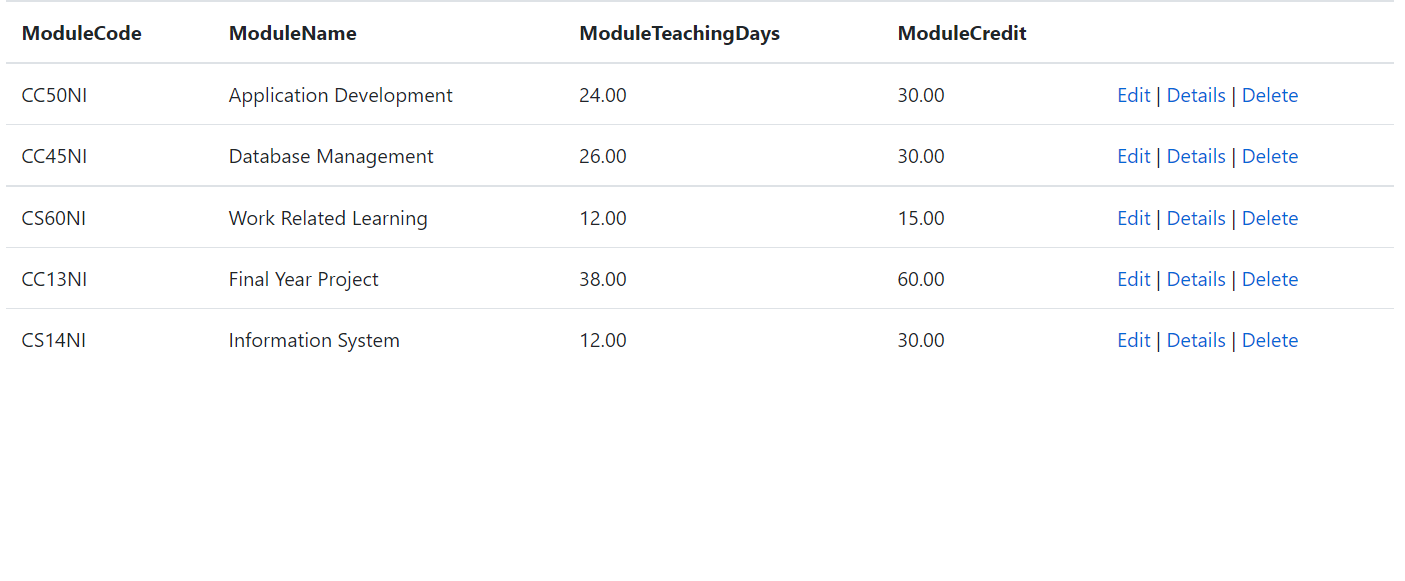 ModuleCode ModuleName ModuleTeachingDays ModuleCredit
CC50NI Application Development 24.00 30.00 Edit | Details | Delete
CC45NI Database Management 26.00 30.00 Edit | Details | Delete
CS60NI Work Related Learning 12.00 15.00 Edit | Details | Delete
CC13NI Final Year Project 38.00 60.00 Edit | Details | Delete
CS14NI Information System 12.00 30.00 Edit | Details | Delete